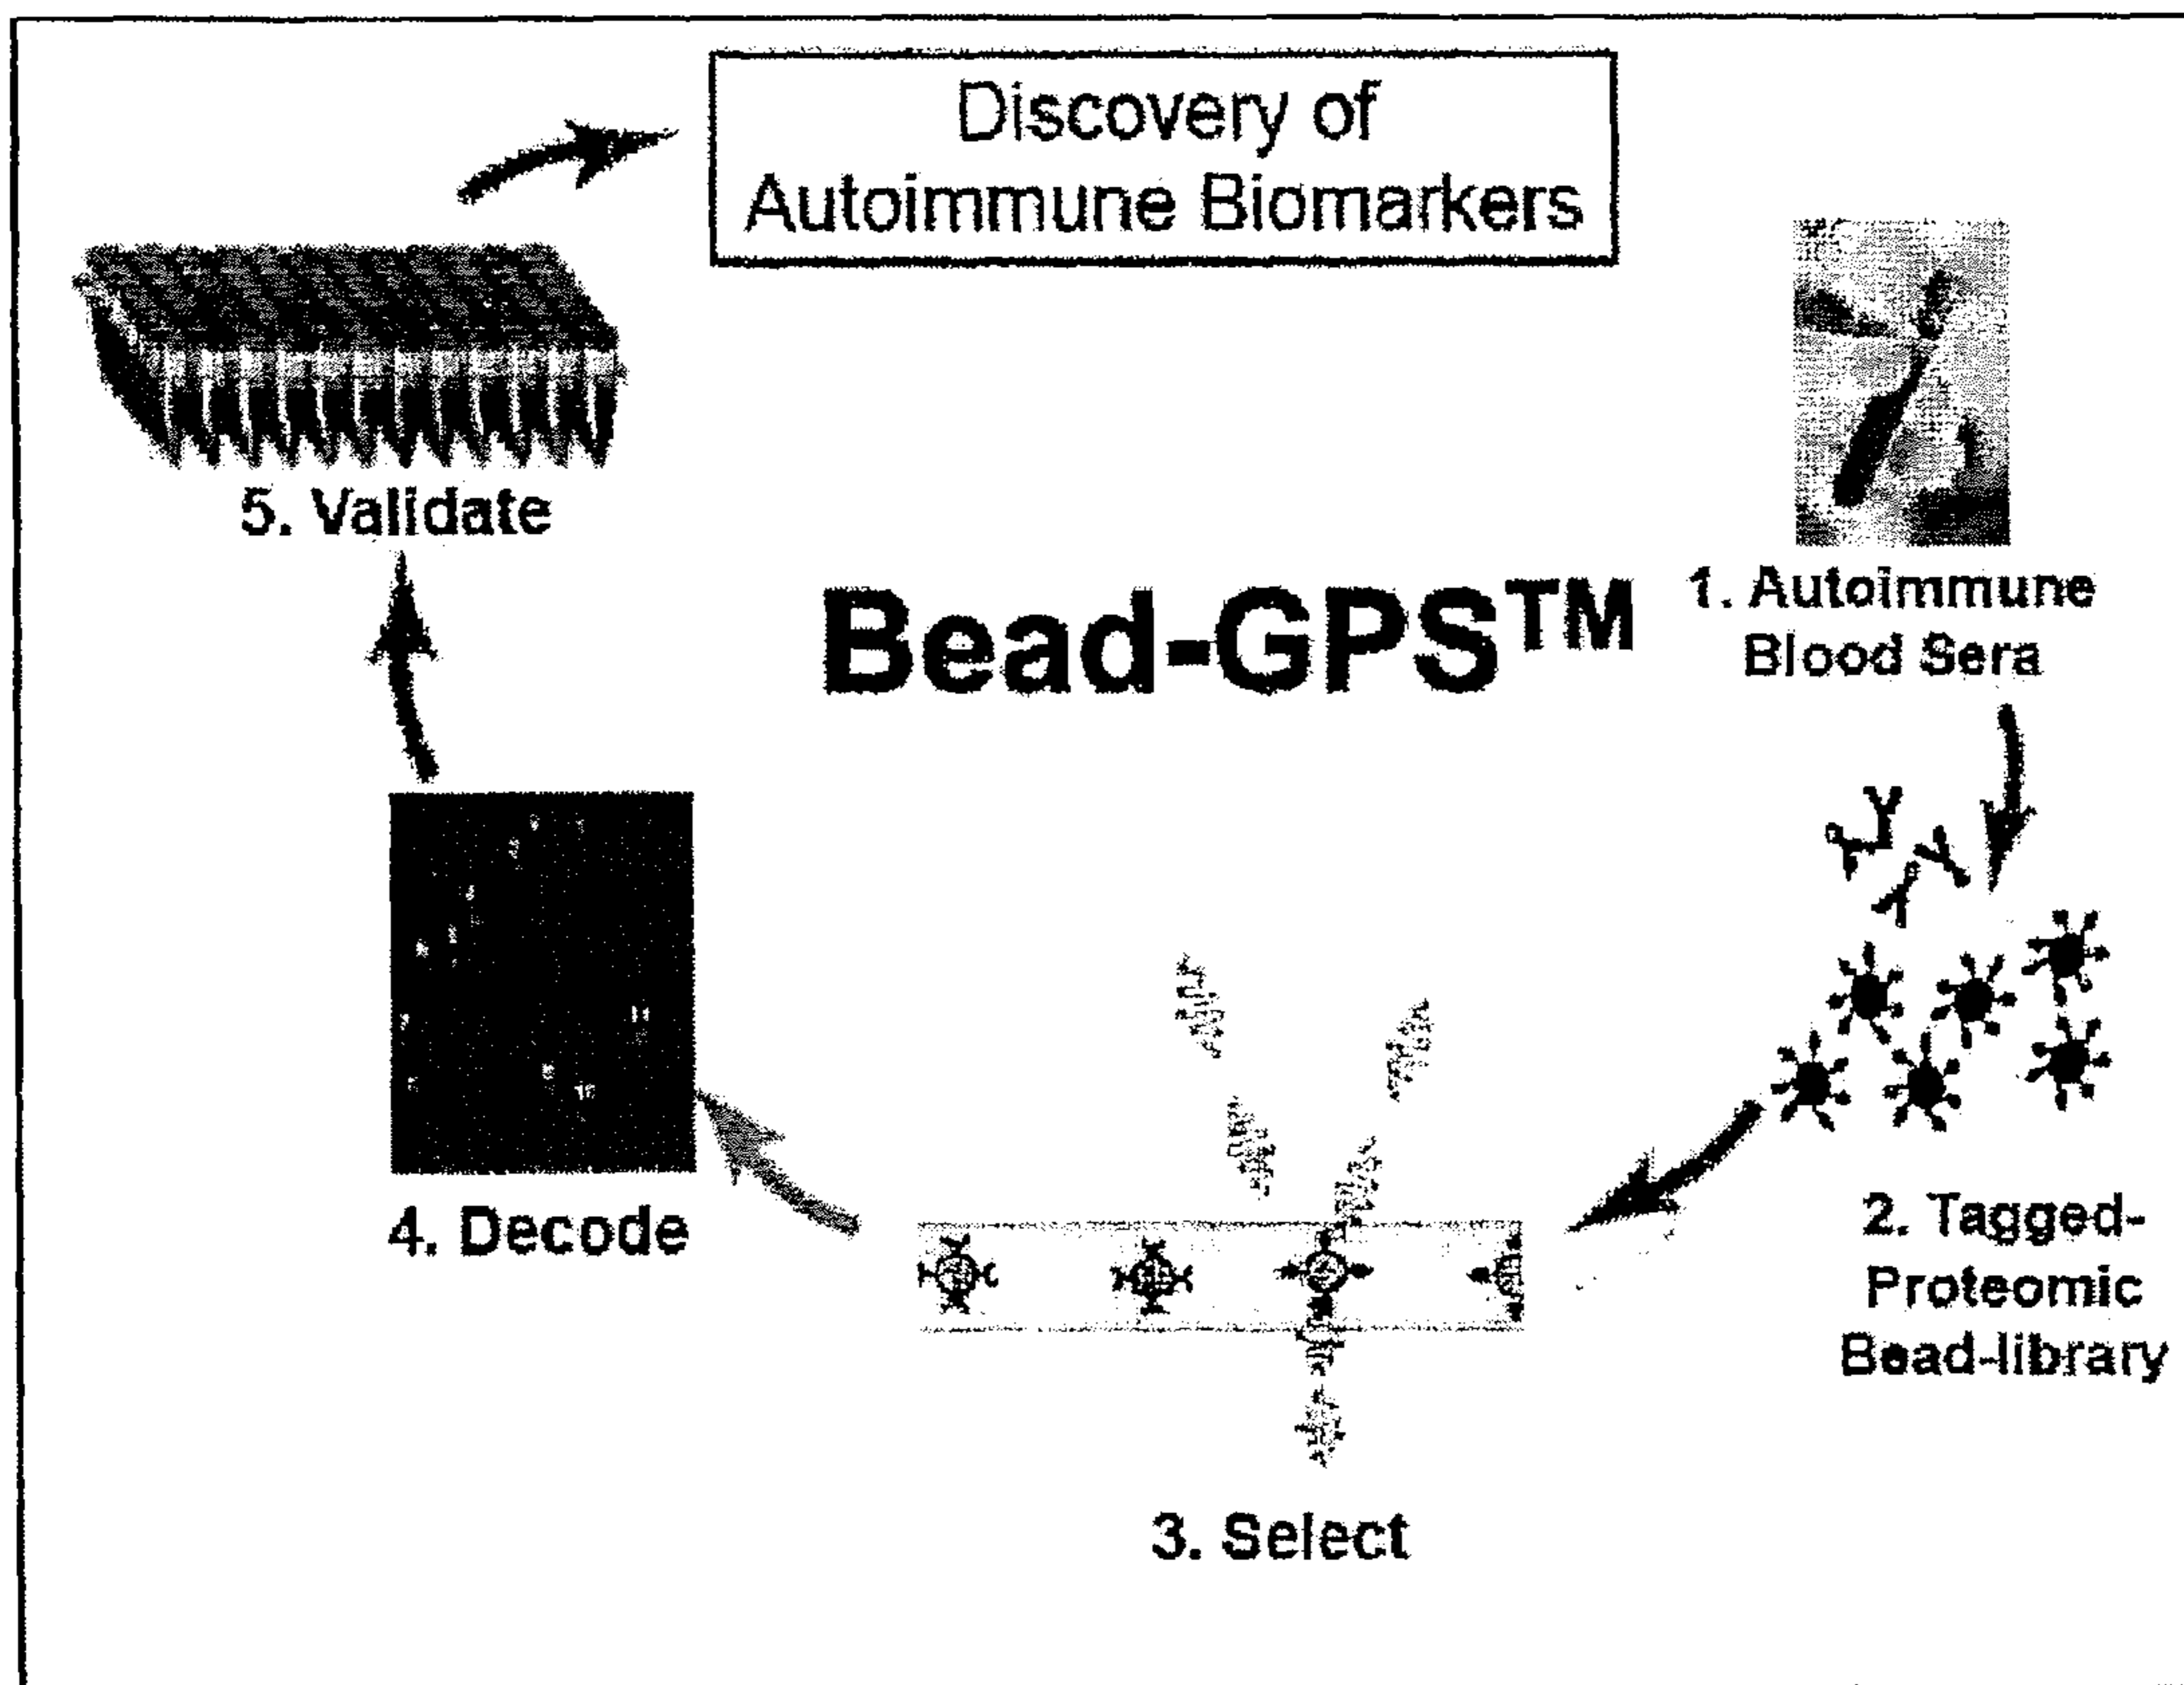 Discovery of
Autoimmune Biomarkers
Bead-GPS™
1. Autoimmune
Blood Sera
2. Tagged-
Proteomic
Bead-library
3. Select
4. Decode
5. Validate